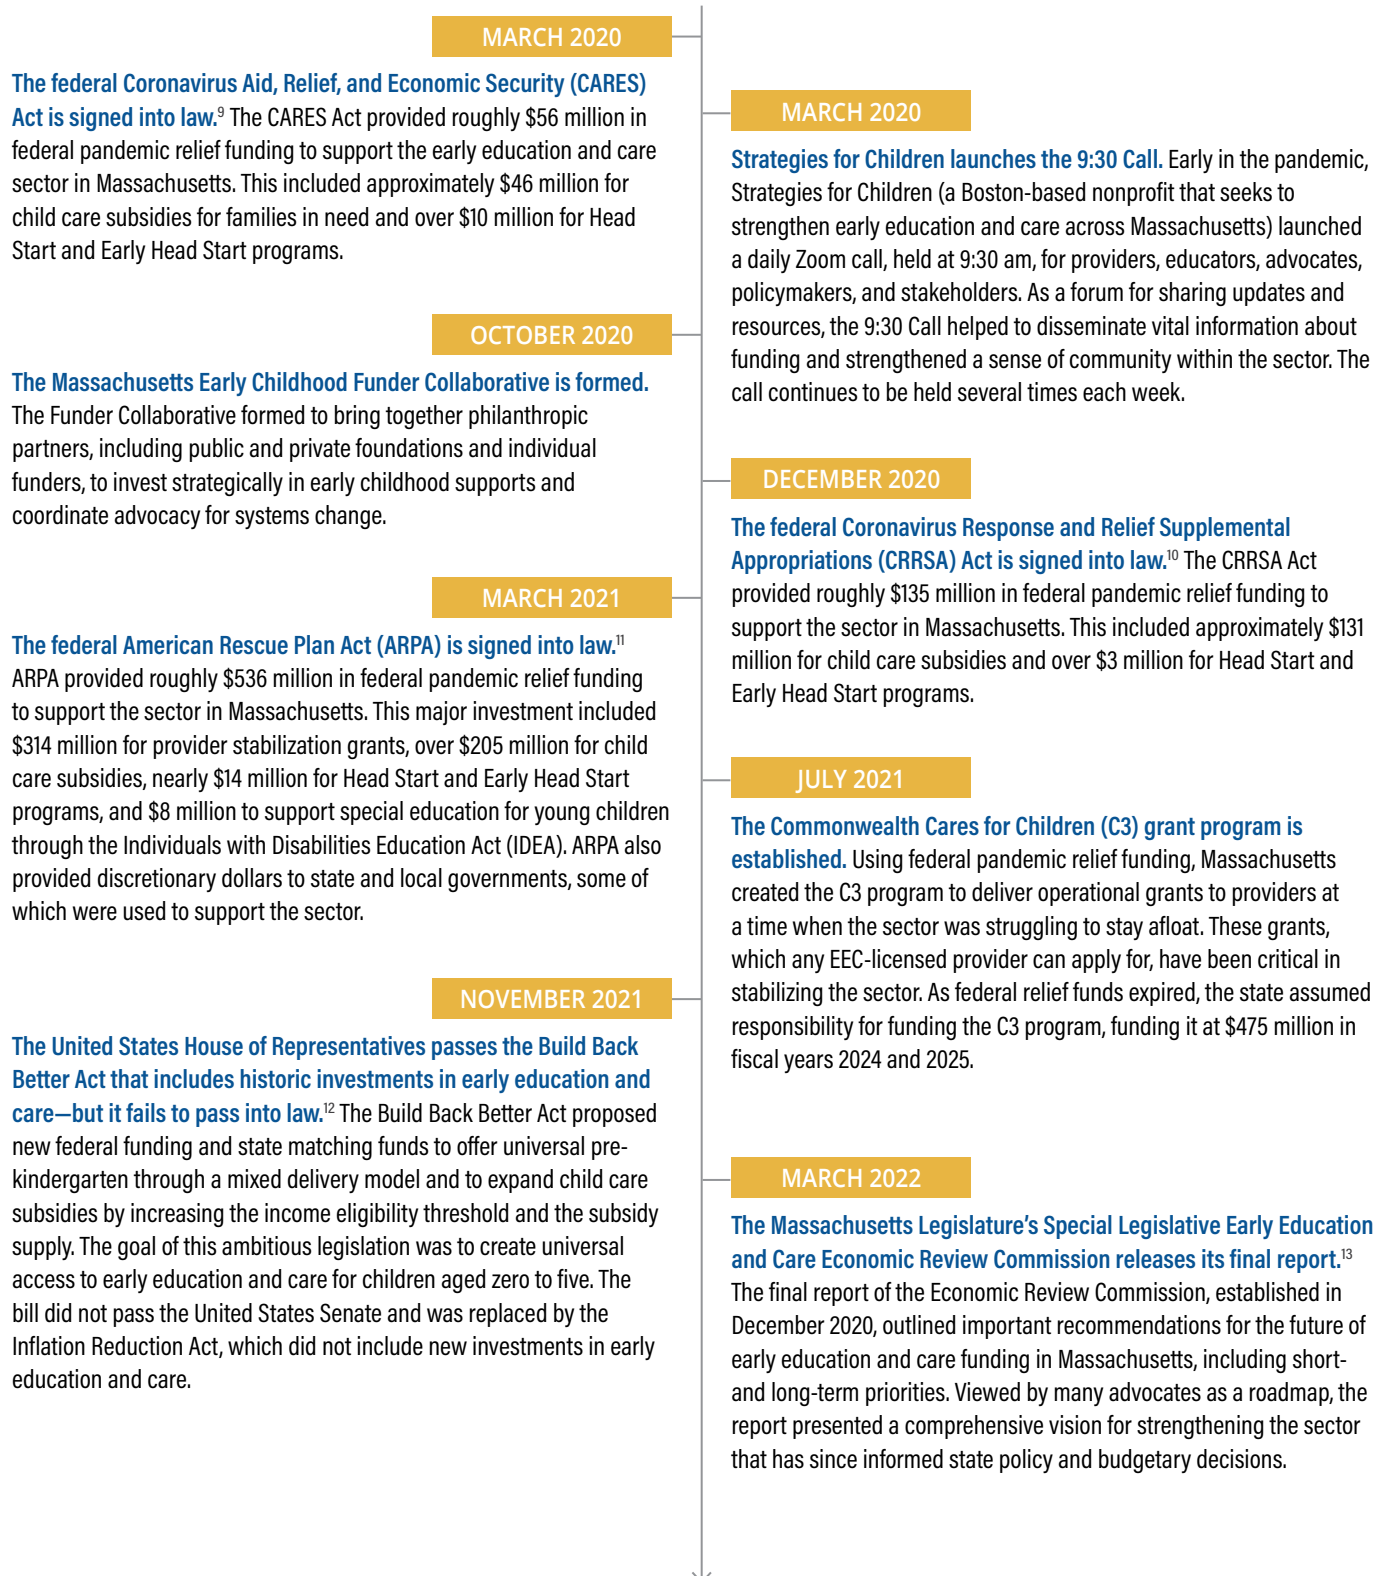 MARCH 2020
The federal Coronavirus Aid, Relief, and Economic Security (CARES)
Act is signed into law.9 The CARES Act provided roughly $56 million in
federal pandemic relief funding to support the early education and care
sector in Massachusetts. This included approximately $46 million for
child care subsidies for families in need and over $10 million for Head
Start and Early Head Start programs.
MARCH 2020
Strategies for Children launches the 9:30 Call. Early in the pandemic,
Strategies for Children (a Boston-based nonprofit that seeks to
strengthen early education and care across Massachusetts) launched
a daily Zoom call, held at 9:30 am, for providers, educators, advocates,
policymakers, and stakeholders. As a forum for sharing updates and
resources, the 9:30 Call helped to disseminate vital information about
funding and strengthened a sense of community within the sector. The
call continues to be held several times each week.
OCTOBER 2020
The Massachusetts Early Childhood Funder Collaborative is formed.
The Funder Collaborative formed to bring together philanthropic
partners, including public and private foundations and individual
funders, to invest strategically in early childhood supports and
coordinate advocacy for systems change.
DECEMBER 2020
The federal Coronavirus Response and Relief Supplemental
Appropriations (CRRSA) Act is signed into law.10 The CRRSA Act
provided roughly $135 million in federal pandemic relief funding to
support the sector in Massachusetts. This included approximately $131
million for child care subsidies and over $3 million for Head Start and
Early Head Start programs.
MARCH 2021
The federal American Rescue Plan Act (ARPA) is signed into law.11
ARPA provided roughly $536 million in federal pandemic relief funding
to support the sector in Massachusetts. This major investment included
$314 million for provider stabilization grants, over $205 million for child
care subsidies, nearly $14 million for Head Start and Early Head Start
programs, and $8 million to support special education for young children
through the Individuals with Disabilities Education Act (IDEA). ARPA also
provided discretionary dollars to state and local governments, some of
which were used to support the sector.
JULY 2021
The Commonwealth Cares for Children (C3) grant program is
established. Using federal pandemic relief funding, Massachusetts
created the C3 program to deliver operational grants to providers at
a time when the sector was struggling to stay afloat. These grants,
which any EEC-licensed provider can apply for, have been critical in
stabilizing the sector. As federal relief funds expired, the state assumed
responsibility for funding the C3 program, funding it at $475 million in
fiscal years 2024 and 2025.
NOVEMBER 2021
The United States House of Representatives passes the Build Back
Better Act that includes historic investments in early education and
care—but it fails to pass into law.12 The Build Back Better Act proposed
new federal funding and state matching funds to offer universal pre-
kindergarten through a mixed delivery model and to expand child care
subsidies by increasing the income eligibility threshold and the subsidy
supply. The goal of this ambitious legislation was to create universal
access to early education and care for children aged zero to five. The
bill did not pass the United States Senate and was replaced by the
Inflation Reduction Act, which did not include new investments in early
education and care.
MARCH 2022
The Massachusetts Legislature's Special Legislative Early Education
and Care Economic Review Commission releases its final report.13
The final report of the Economic Review Commission, established in
December 2020, outlined important recommendations for the future of
early education and care funding in Massachusetts, including short-
and long-term priorities. Viewed by many advocates as a roadmap, the
report presented a comprehensive vision for strengthening the sector
that has since informed state policy and budgetary decisions.